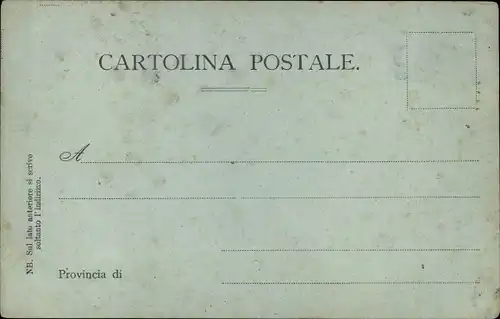 CARTOLINA POSTALE.
A
Provincia di
NB. Sul lato anteriore si scrive
soltanto l'indirizzo.